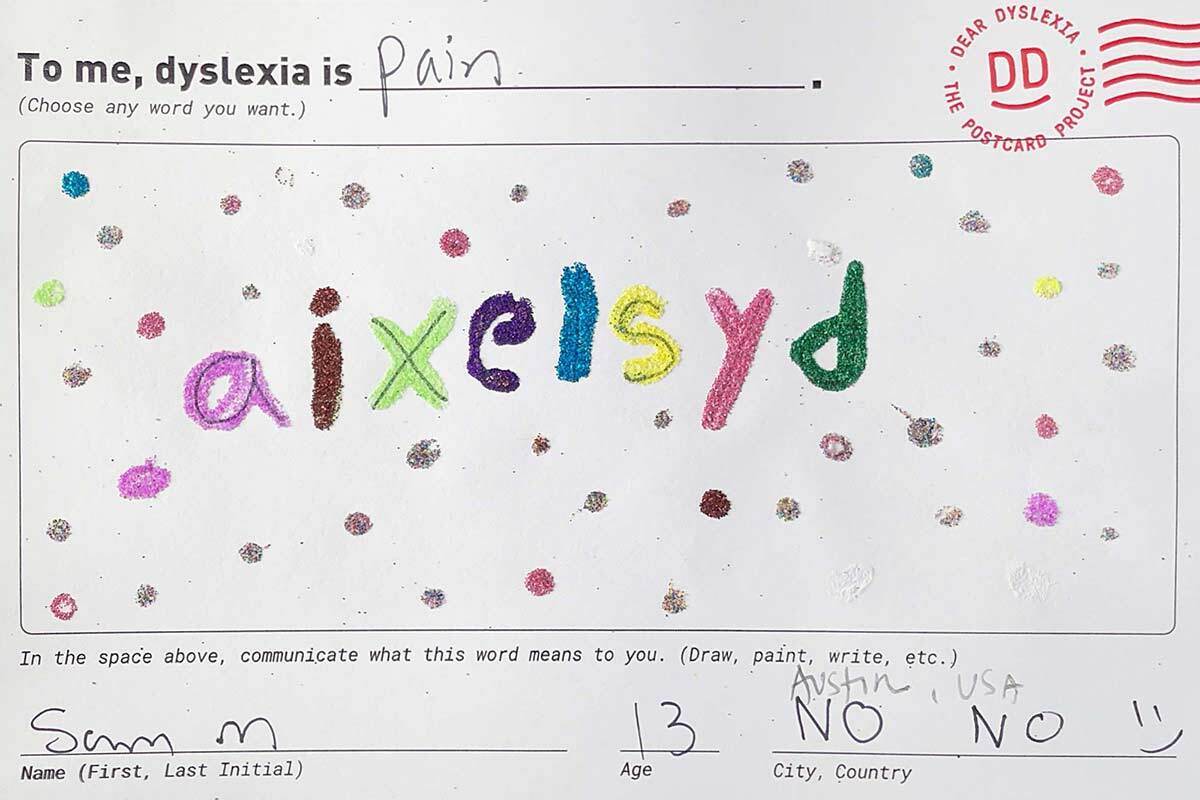 To me, dyslexia is Pain.
(Choose any word you want.)
• DEAR DYSLEXIA • THE POSTCARD PROJECT
DD
aixelsyd
In the space above, communicate what this word means to you. (Draw, paint, write, etc.)
Austin, USA
Sam M 13 NO NO
Name (First, Last Initial) Age City, Country